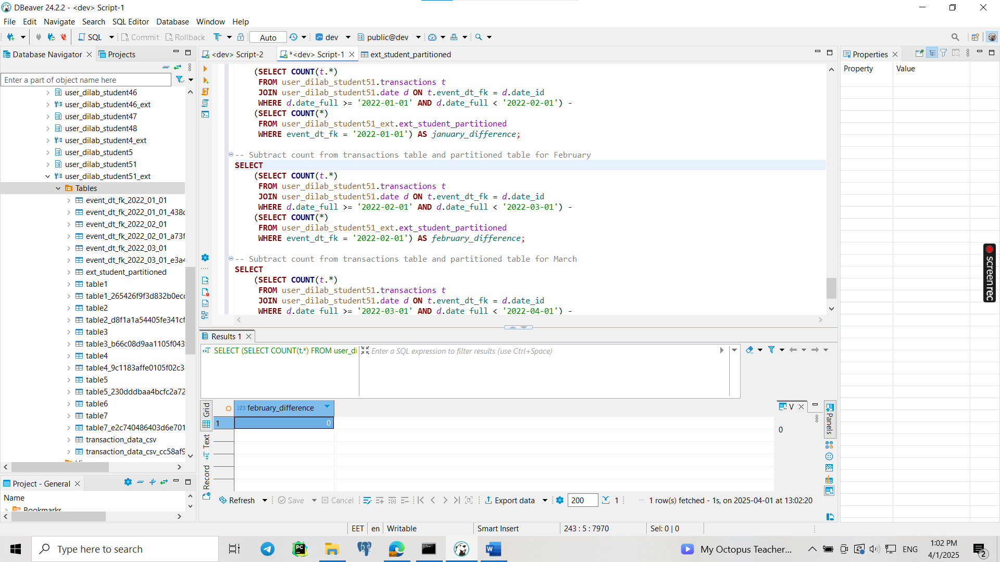 DBeaver 24.2.2 - <dev> Script-1
File Edit Navigate Search SQL Editor Database Window Help
SQL Commit Rollback Auto dev public@dev
Database Navigator Projects
<dev> Script-2 *<dev> Script-1 ext_student_partitioned
Properties
Enter a part of object name here
Property Value
user_dilab_student46
user_dilab_student46_ext
user_dilab_student47
user_dilab_student48
user_dilab_student4_ext
user_dilab_student5
user_dilab_student51
user_dilab_student51_ext
Tables
event_dt_fk_2022_01_01
event_dt_fk_2022_01_01_438c
event_dt_fk_2022_02_01
event_dt_fk_2022_02_01_a73f
event_dt_fk_2022_03_01
event_dt_fk_2022_03_01_e3a4
ext_student_partitioned
table1
table1_265426f9f3d832b0ecc
table2
table2_d8f1a1a54405fe341cf
table3
table3_b66c08d9aa1105f043
table4
table4_9c1183affe0105f02c3
table5
table5_230dddbaa4bcfc2a72
table6
table7
table7_e2c740486403d6e701
transaction_data_csv
transaction_data_csv_cc58af9
(SELECT COUNT(t.*)
FROM user_dilab_student51.transactions t
JOIN user_dilab_student51.date d ON t.event_dt_fk = d.date_id
WHERE d.date_full >= '2022-01-01' AND d.date_full < '2022-02-01') -
(SELECT COUNT(*)
FROM user_dilab_student51_ext.ext_student_partitioned
WHERE event_dt_fk = '2022-01-01') AS january_difference;
-- Subtract count from transactions table and partitioned table for February
SELECT
(SELECT COUNT(t.*)
FROM user_dilab_student51.transactions t
JOIN user_dilab_student51.date d ON t.event_dt_fk = d.date_id
WHERE d.date_full >= '2022-02-01' AND d.date_full < '2022-03-01') -
(SELECT COUNT(*)
FROM user_dilab_student51_ext.ext_student_partitioned
WHERE event_dt_fk = '2022-02-01') AS february_difference;
-- Subtract count from transactions table and partitioned table for March
SELECT
(SELECT COUNT(t.*)
FROM user_dilab_student51.transactions t
JOIN user_dilab_student51.date d ON t.event_dt_fk = d.date_id
WHERE d.date_full >= '2022-03-01' AND d.date_full < '2022-04-01') -
screenrec
Results 1
SELECT (SELECT COUNT(t.*) FROM user_di
Enter a SQL expression to filter results (use Ctrl+Space)
Grid
Text
Record
123 february_difference
1 0
V
0
Panels
Project - General
Name
Bookmarks
Refresh Save Cancel Export data 200 1 1 row(s) fetched - 1s, on 2025-04-01 at 13:02:20
EET en Writable Smart Insert 243 : 5 : 7970 Sel: 0 | 0
Type here to search
PC
W
My Octopus Teacher...
ENG
1:02 PM
4/1/2025
2